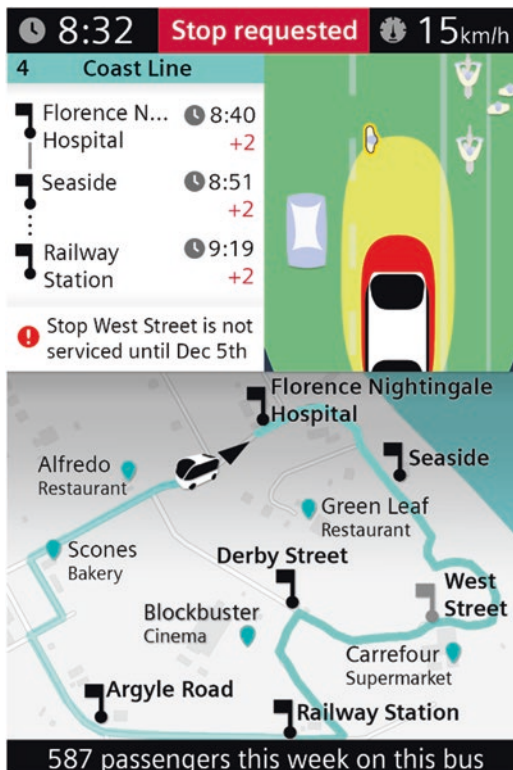 8:32
Stop requested
15km/h
4 Coast Line
Florence N...
Hospital
8:40
+2
Seaside
8:51
+2
Railway
Station
9:19
+2
Stop West Street is not
serviced until Dec 5th
Florence Nightingale
Hospital
Alfredo
Restaurant
Seaside
Green Leaf
Restaurant
Scones
Bakery
Derby Street
West
Street
Blockbuster
Cinema
Carrefour
Supermarket
Argyle Road
Railway Station
587 passengers this week on this bus